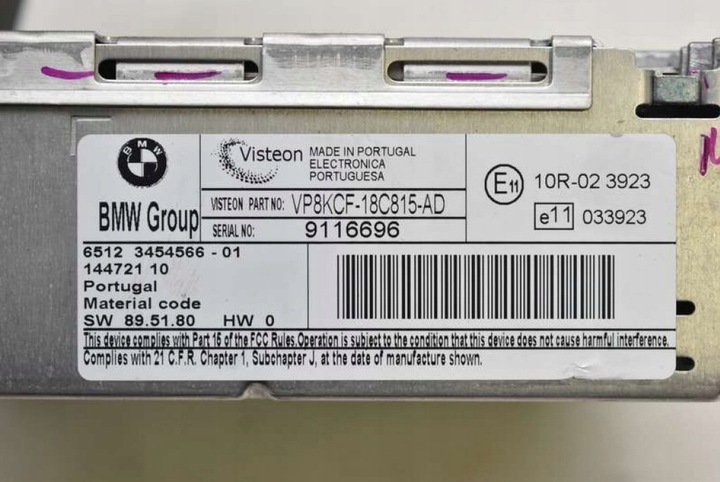 BMW
BMW Group
Visteon
MADE IN PORTUGAL
ELECTRONICA
PORTUGUESA
VISTEON PART NO: VP8KCF-18C815-AD
SERIAL NO: 9116696
E11 10R-02 3923
e11 033923
6512 3454566 - 01
144721 10
Portugal
Material code
SW 89.51.80 HW 0
This device complies with Part 15 of the FCC Rules.Operation is subject to the condition that this device does not cause harmful interference.
Complies with 21 C.F.R. Chapter 1, Subchapter J, at the date of manufacture shown.